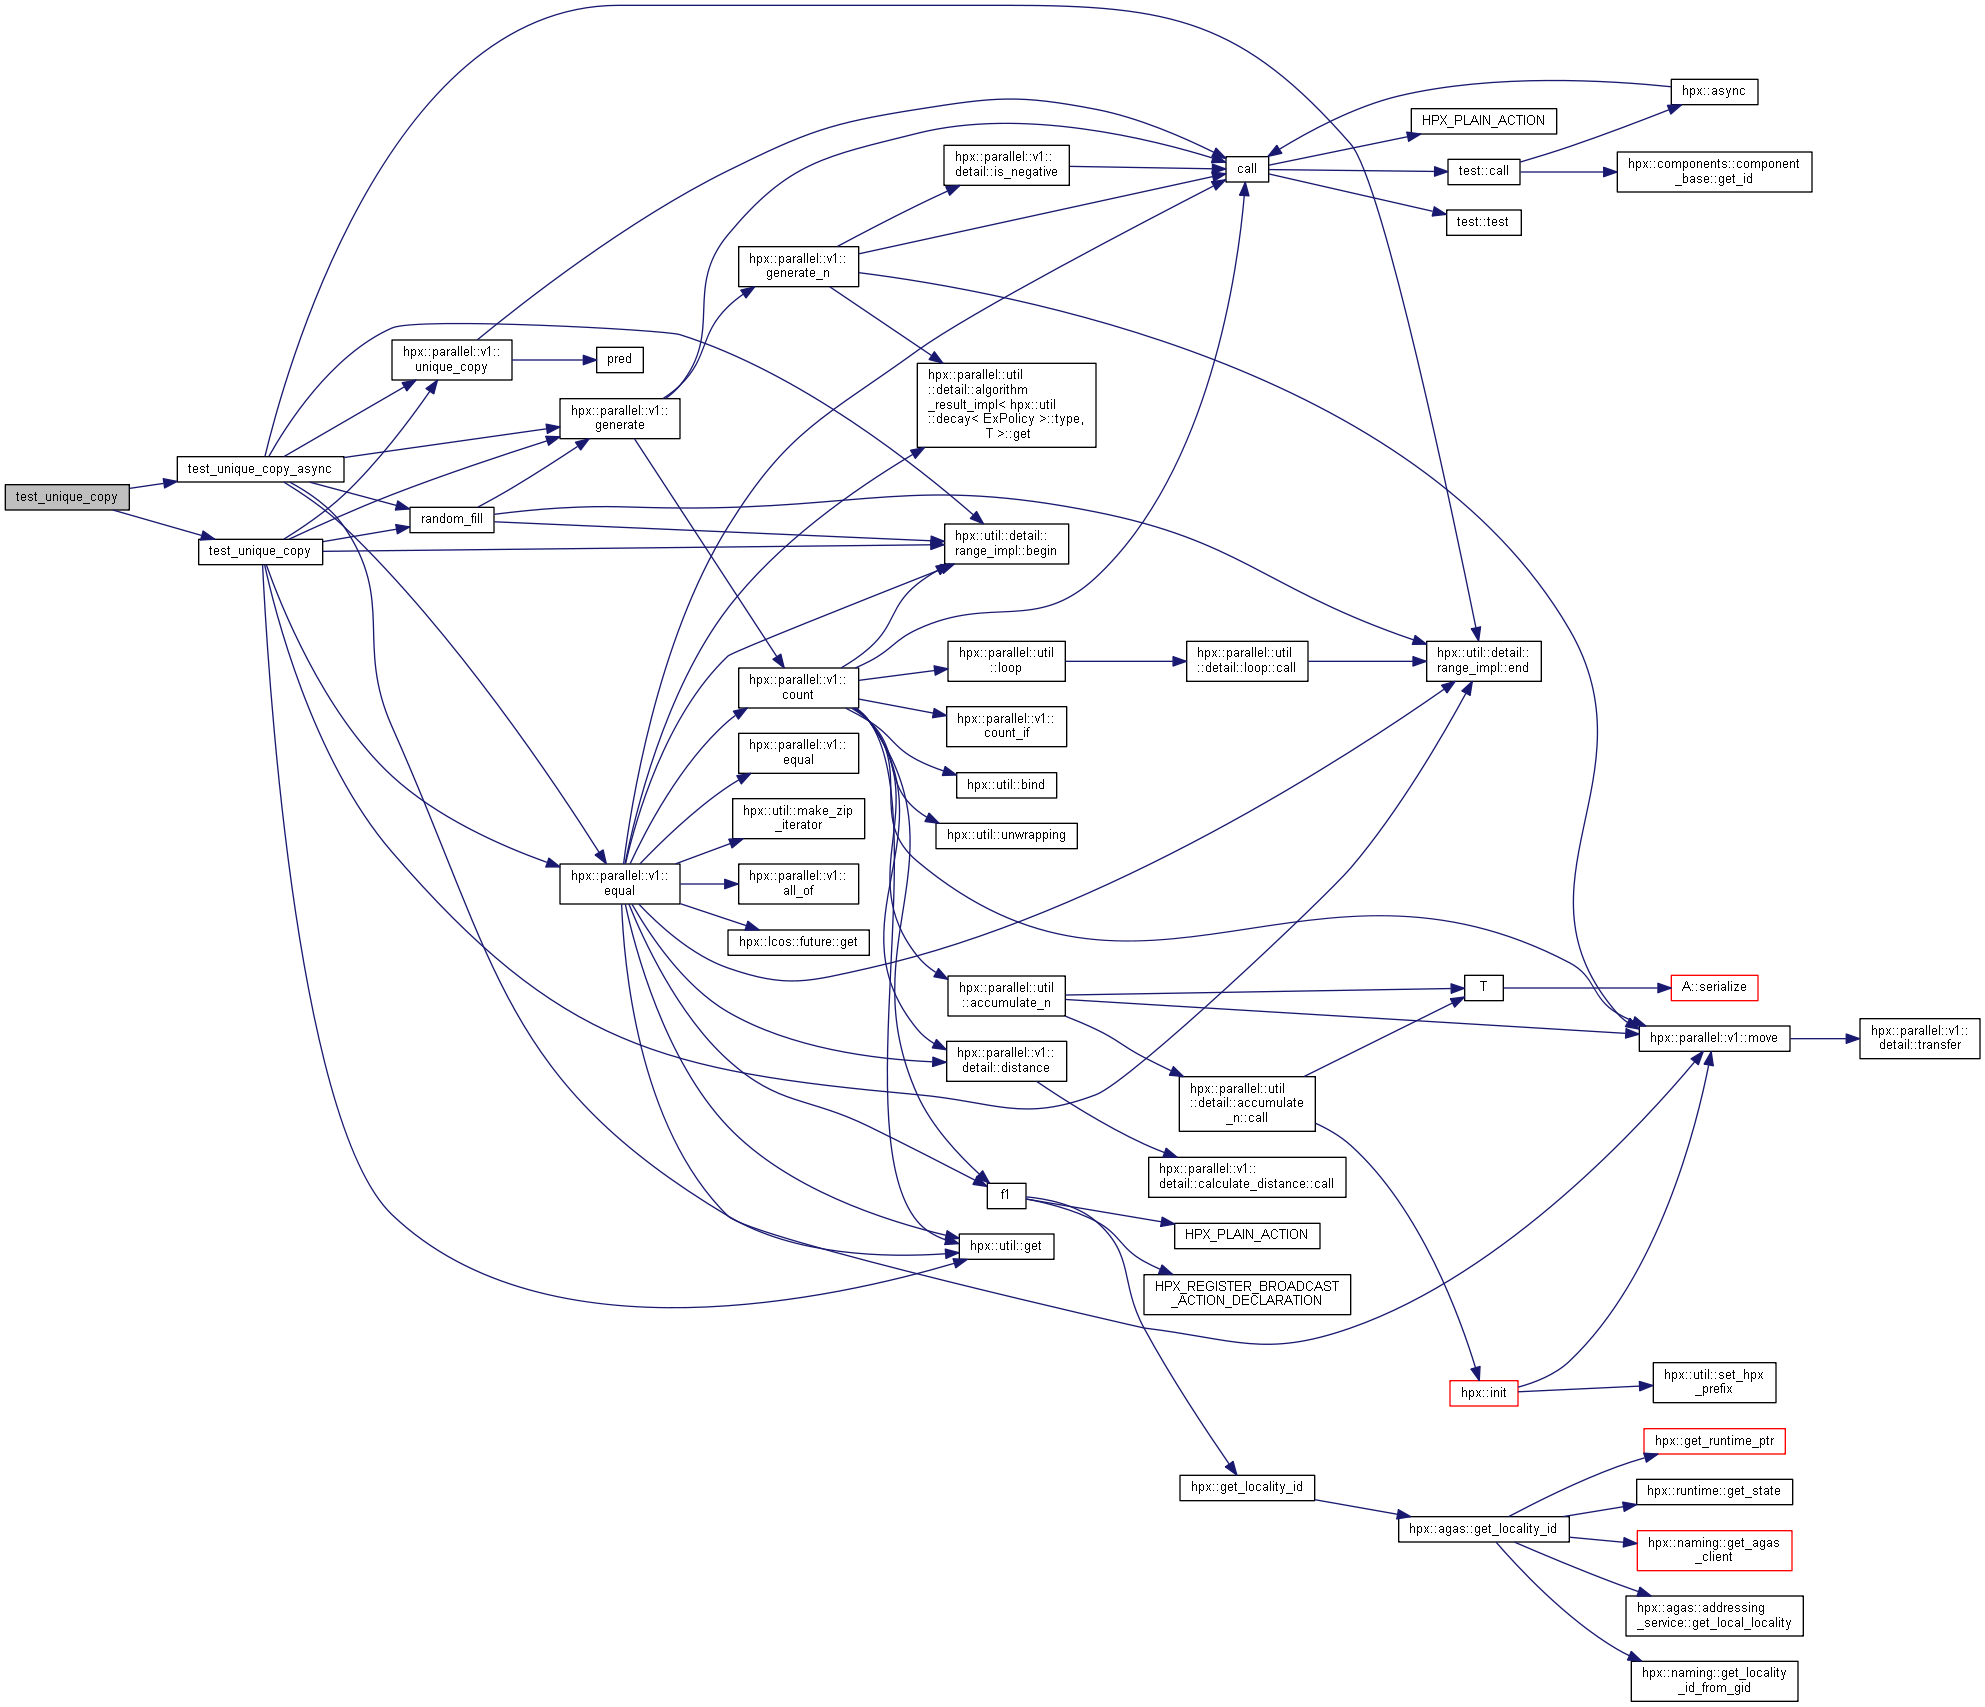 test_unique_copy
test_unique_copy_async
test_unique_copy
hpx::parallel::v1::
unique_copy
pred
hpx::parallel::v1::
generate
random_fill
hpx::parallel::v1::
generate_n
hpx::parallel::v1::
detail::is_negative
call
HPX_PLAIN_ACTION
test::call
test::test
hpx::async
hpx::components::component
_base::get_id
hpx::parallel::util
::detail::algorithm
_result_impl< hpx::util
::decay< ExPolicy >::type,
T >::get
hpx::util::detail::
range_impl::begin
hpx::parallel::v1::
count
hpx::parallel::util
::loop
hpx::parallel::util
::detail::loop::call
hpx::util::detail::
range_impl::end
hpx::parallel::v1::
count_if
hpx::util::bind
hpx::util::unwrapping
hpx::parallel::v1::
equal
hpx::util::make_zip
_iterator
hpx::parallel::v1::
equal
hpx::parallel::v1::
all_of
hpx::lcos::future::get
hpx::parallel::util
::accumulate_n
T
A::serialize
hpx::parallel::v1::move
hpx::parallel::v1::
detail::transfer
hpx::parallel::v1::
detail::distance
hpx::parallel::util
::detail::accumulate
_n::call
hpx::parallel::v1::
detail::calculate_distance::call
f1
HPX_PLAIN_ACTION
hpx::util::get
HPX_REGISTER_BROADCAST
_ACTION_DECLARATION
hpx::init
hpx::util::set_hpx
_prefix
hpx::get_locality_id
hpx::agas::get_locality_id
hpx::get_runtime_ptr
hpx::runtime::get_state
hpx::naming::get_agas
_client
hpx::agas::addressing
_service::get_local_locality
hpx::naming::get_locality
_id_from_gid